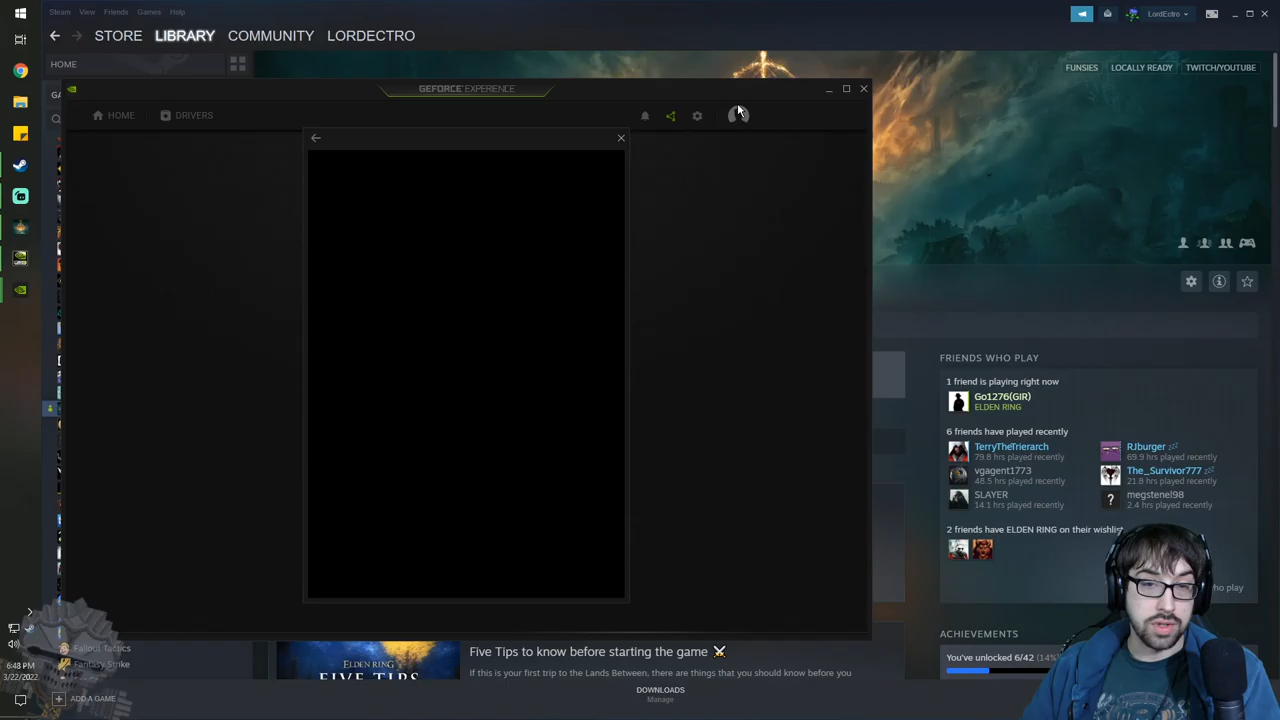 Steam View Friends Games Help
LordEctro
STORE LIBRARY COMMUNITY LORDECTRO
HOME
FUNSIES LOCALLY READY TWITCH/YOUTUBE
GEFORCE EXPERIENCE
HOME DRIVERS
FRIENDS WHO PLAY
1 friend is playing right now
Go1276(GIR)
ELDEN RING
6 friends have played recently
TerryTheTrierarch
79.8 hrs played recently
RJburger
69.9 hrs played recently
vgagent1773
48.5 hrs played recently
The_Survivor777
21.8 hrs played recently
SLAYER
14.1 hrs played recently
megstenel98
2.4 hrs played recently
2 friends have ELDEN RING on their wishlist
who play
ACHIEVEMENTS
You've unlocked 6/42 (14%
Fallout Tactics
Fantasy Strike
ADD A GAME
6:48 PM
3/22/2022
ELDEN RING
FIVE TIPS
Five Tips to know before starting the game
If this is your first trip to the Lands Between, there are things that you should know before you
DOWNLOADS
Manage